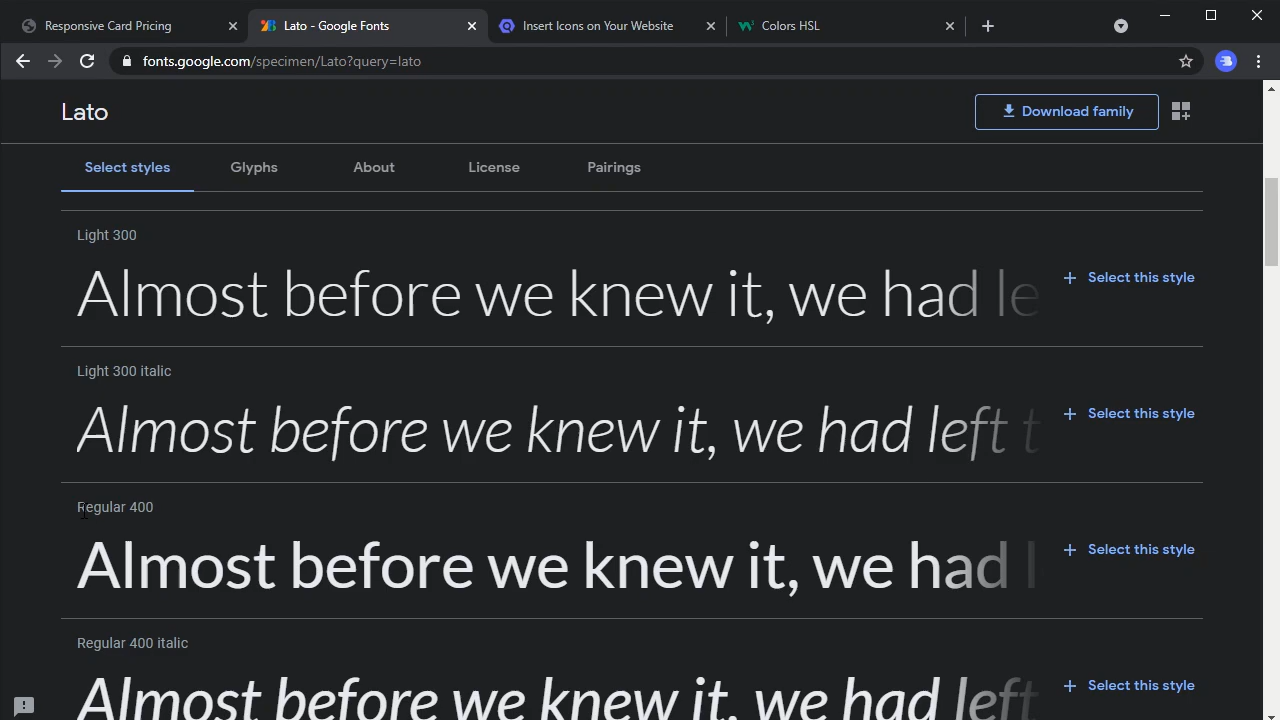 Responsive Card Pricing
Lato - Google Fonts
Insert Icons on Your Website
Colors HSL
fonts.google.com/specimen/Lato?query=lato
Lato
Download family
Select styles
Glyphs
About
License
Pairings
Light 300
Almost before we knew it, we had le
Select this style
Light 300 italic
Almost before we knew it, we had left t
Select this style
Regular 400
Almost before we knew it, we had l
Select this style
Regular 400 italic
Almost before we knew it, we had left
Select this style